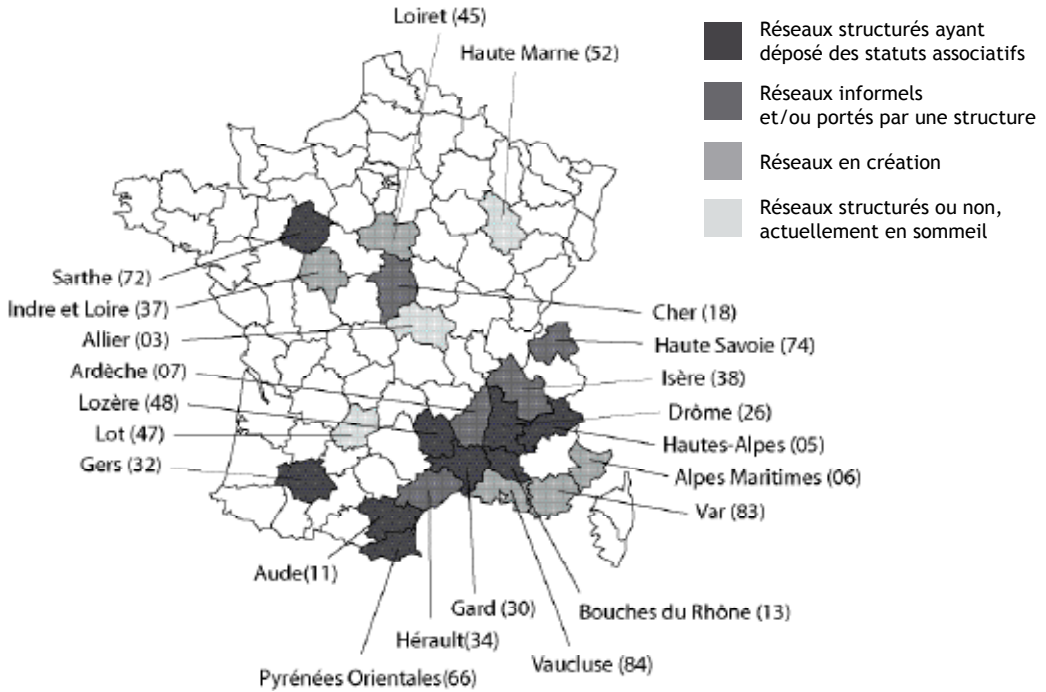 Loiret (45)
Haute Marne (52)
Réseaux structurés ayant
déposé des statuts associatifs
Réseaux informels
et/ou portés par une structure
Réseaux en création
Réseaux structurés ou non,
actuellement en sommeil
Sarthe (72)
Indre et Loire (37)
Allier (03)
Ardèche (07)
Lozère (48)
Lot (47)
Gers (32)
Cher (18)
Haute Savoie (74)
Isère (38)
Drôme (26)
Hautes-Alpes (05)
Alpes Maritimes (06)
Var (83)
Aude(11)
Gard (30)
Bouches du Rhône (13)
Hérault(34)
Vaucluse (84)
Pyrénées Orientales(66)